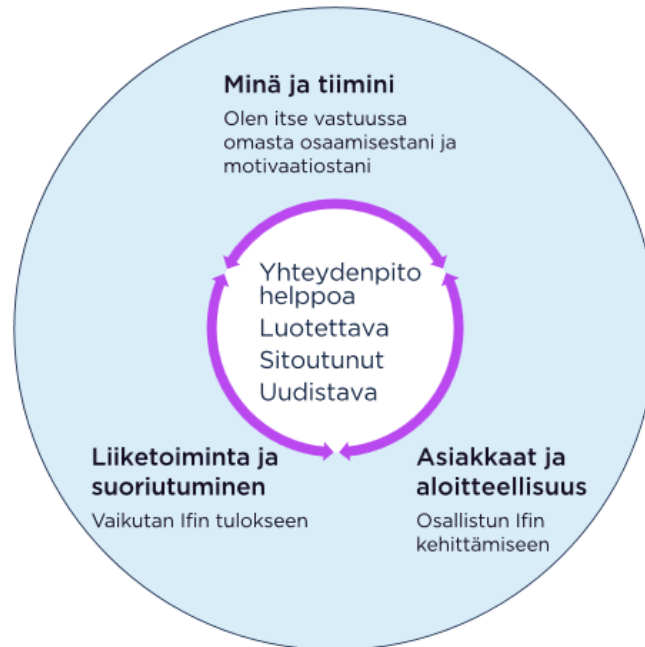 Minä ja tiimini
Olen itse vastuussa
omasta osaamisestani ja
motivaatiostani
Yhteydenpito
helppoa
Luotettava
Sitoutunut
Uudistava
Liiketoiminta ja
suoriutuminen
Vaikutan Ifin tulokseen
Asiakkaat ja
aloitteellisuus
Osallistun Ifin
kehittämiseen